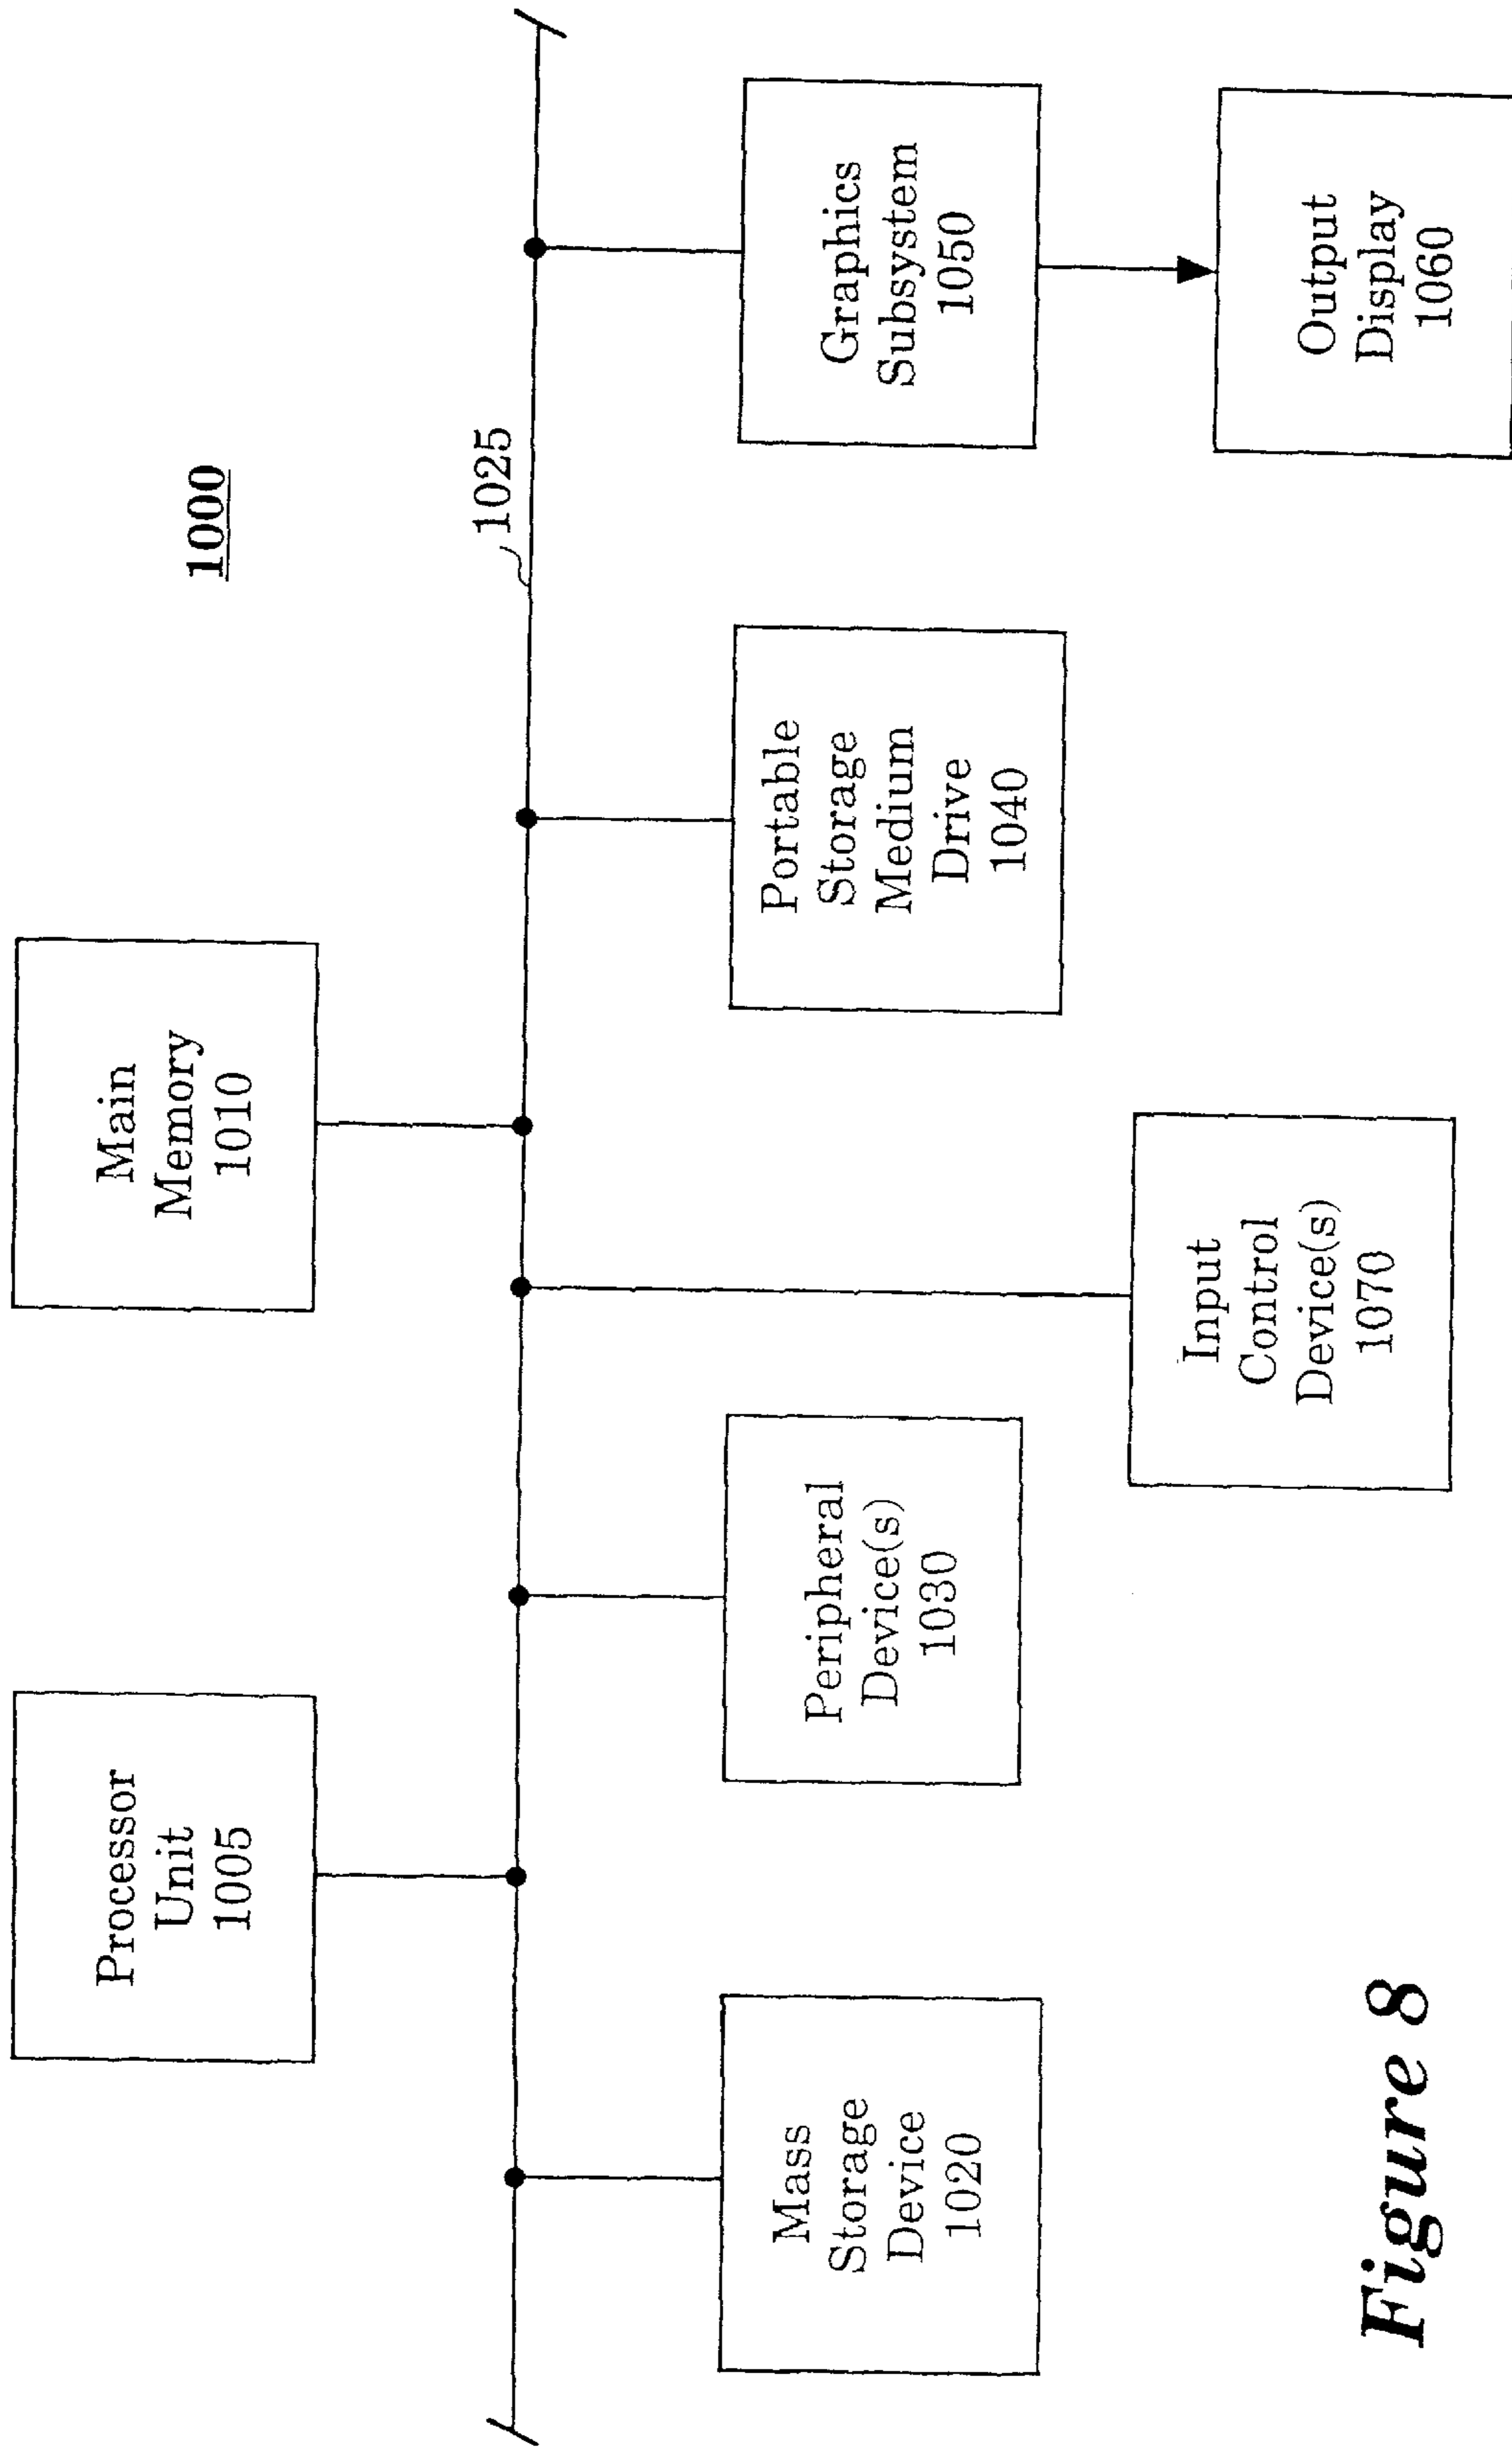 1000
Processor
Unit
1005
Main
Memory
1010
1025
Mass
Storage
Device
1020
Peripheral
Device(s)
1030
Portable
Storage
Medium
Drive
1040
Graphics
Subsystem
1050
Input
Control
Device(s)
1070
Output
Display
1060
Figure 8